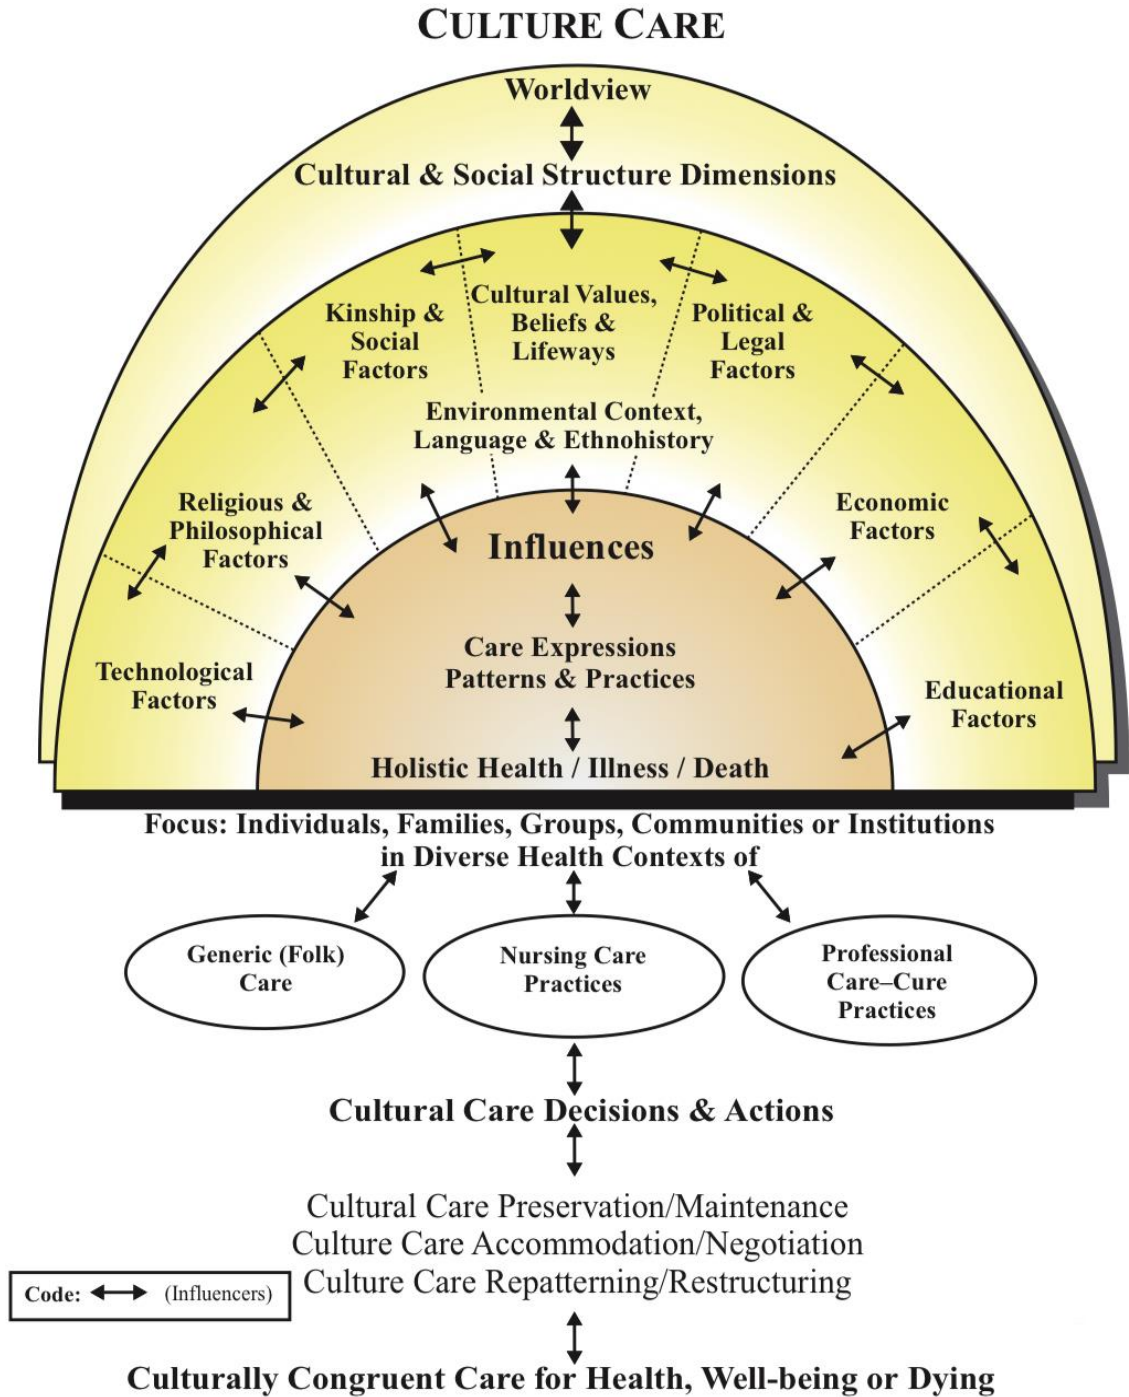 CULTURE CARE
Worldview
Cultural & Social Structure Dimensions
Kinship &
Social
Factors
Cultural Values,
Beliefs &
Lifeways
Political &
Legal
Factors
Environmental Context,
Language & Ethnohistory
Religious &
Philosophical
Factors
Economic
Factors
Technological
Factors
Educational
Factors
Influences
Care Expressions
Patterns & Practices
Holistic Health / Illness / Death
Focus: Individuals, Families, Groups, Communities or Institutions
in Diverse Health Contexts of
Generic (Folk)
Care
Nursing Care
Practices
Professional
Care–Cure
Practices
Cultural Care Decisions & Actions
Cultural Care Preservation/Maintenance
Culture Care Accommodation/Negotiation
Culture Care Repatterning/Restructuring
Code: (Influencers)
Culturally Congruent Care for Health, Well-being or Dying